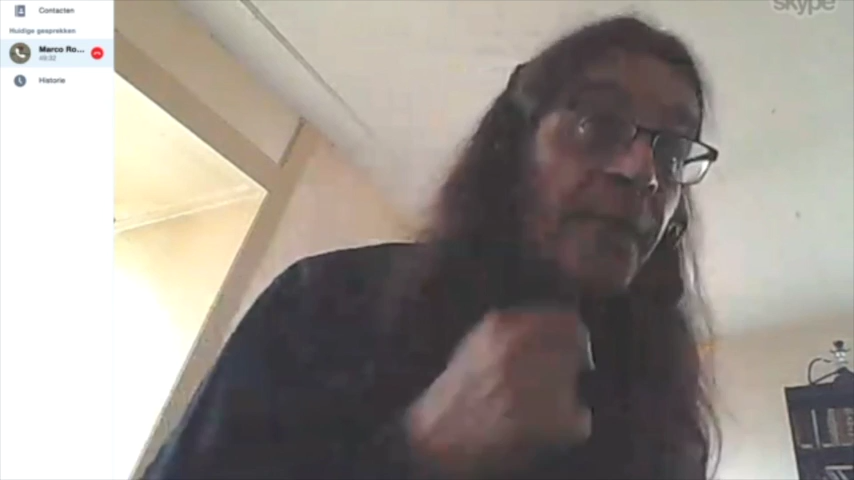 Contacten
Huidige gesprekken
Marco Ro...
49:32
Historie
skype